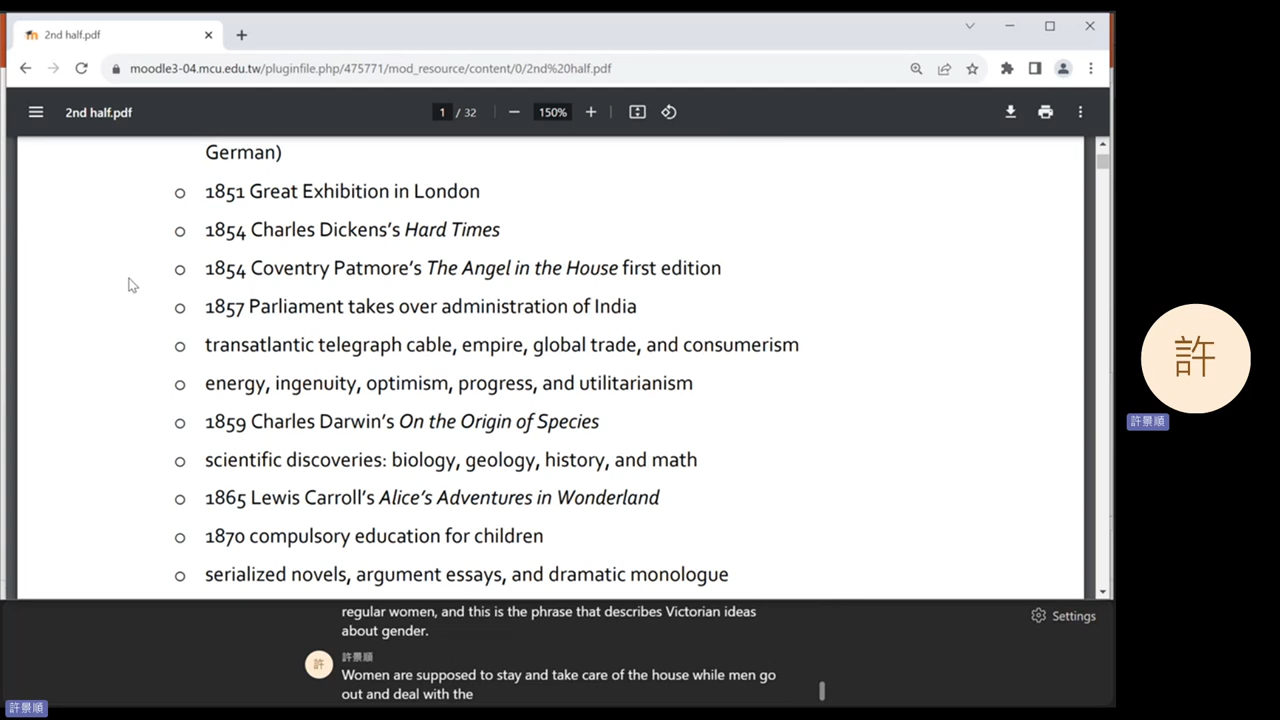 2nd half.pdf
moodle3-04.mcu.edu.tw/pluginfile.php/475771/mod_resource/content/0/2nd%20half.pdf
2nd half.pdf
1 / 32
150%
German)
1851 Great Exhibition in London
1854 Charles Dickens's Hard Times
1854 Coventry Patmore's The Angel in the House first edition
1857 Parliament takes over administration of India
transatlantic telegraph cable, empire, global trade, and consumerism
energy, ingenuity, optimism, progress, and utilitarianism
1859 Charles Darwin's On the Origin of Species
scientific discoveries: biology, geology, history, and math
1865 Lewis Carroll's Alice's Adventures in Wonderland
1870 compulsory education for children
serialized novels, argument essays, and dramatic monologue
regular women, and this is the phrase that describes Victorian ideas
about gender.
Settings
許
許景順
Women are supposed to stay and take care of the house while men go
out and deal with the
許景順
許
許景順